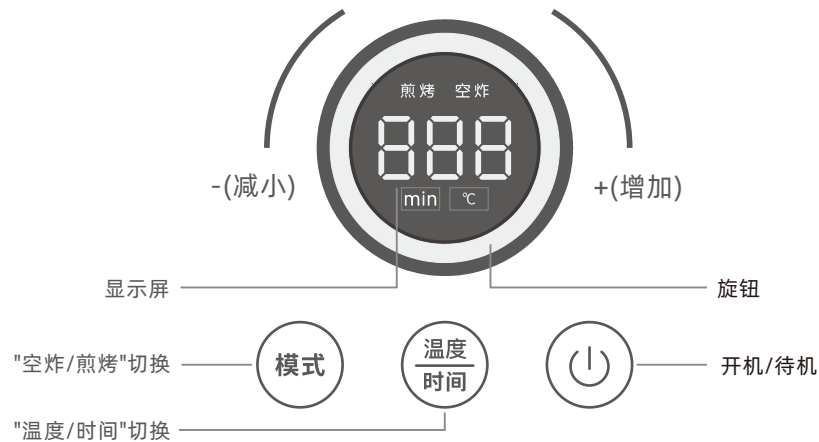 煎烤 空炸
888
min ℃
-(减小)
+(增加)
显示屏
旋钮
"空炸/煎烤"切换
模式
温度
时间
开机/待机
"温度/时间"切换